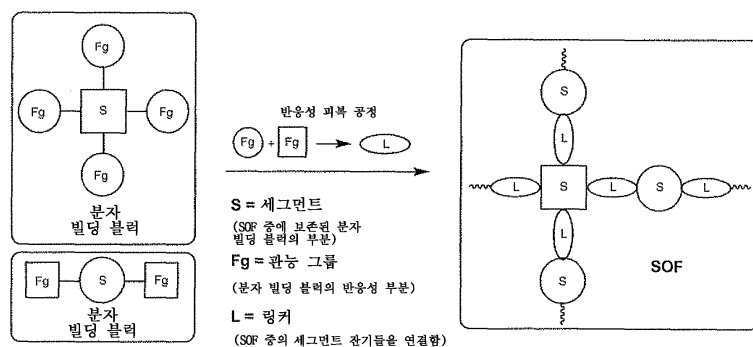 Fg
Fg S Fg
Fg
분자
빌딩 블럭
Fg S Fg
분자
빌딩 블럭
반응성 피복 공정
Fg + Fg L
S = 세그먼트
(SOF 중에 보존된 분자
빌딩 블럭의 부분)
Fg = 관능 그룹
(분자 빌딩 블럭의 반응성 부분)
L = 링커
(SOF 중의 세그먼트 잔기들을 연결함)
S
L
L S L S L
L
S
SOF